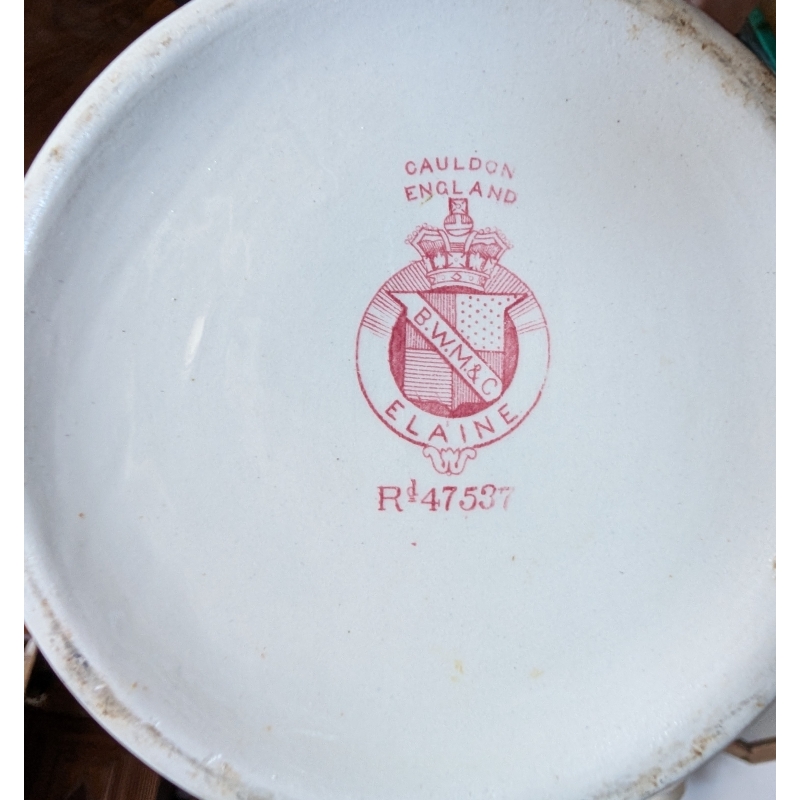 CAULDON
ENGLAND
B.W.M.&C
ELAINE
Rd 47537